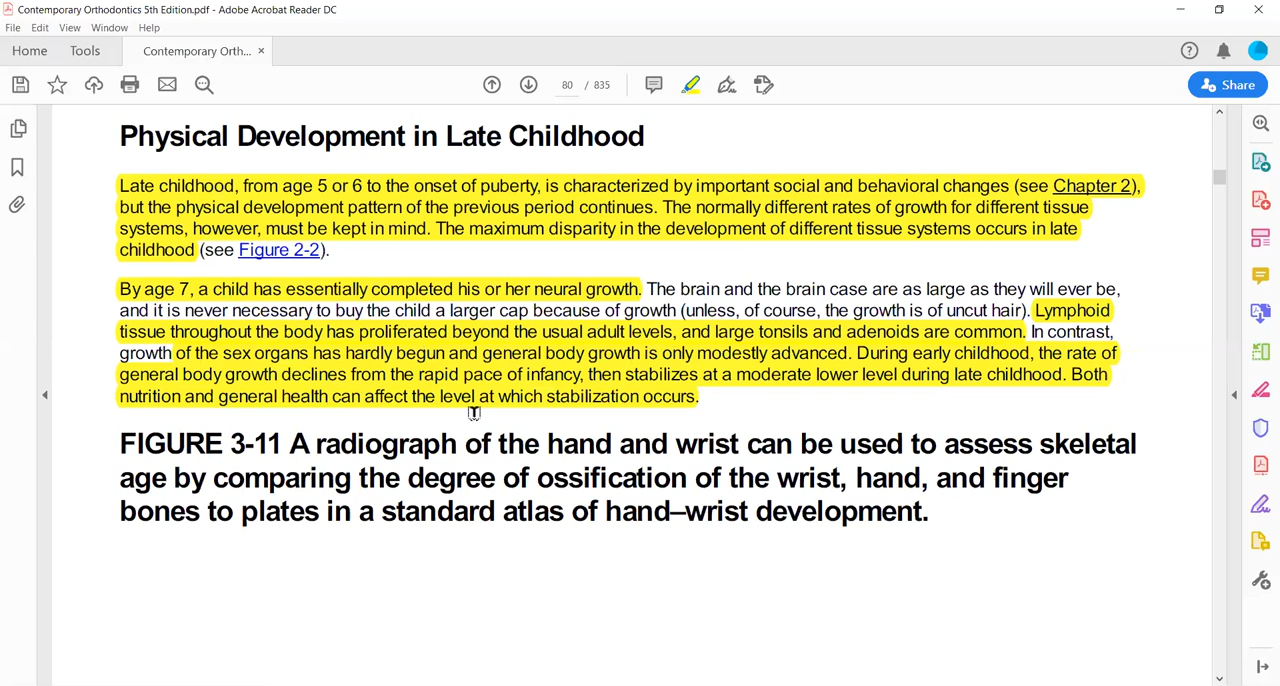 Contemporary Orthodontics 5th Edition.pdf - Adobe Acrobat Reader DC
File Edit View Window Help
Home Tools Contemporary Orth... ×
80 / 835
Share
Physical Development in Late Childhood
Late childhood, from age 5 or 6 to the onset of puberty, is characterized by important social and behavioral changes (see Chapter 2),
but the physical development pattern of the previous period continues. The normally different rates of growth for different tissue
systems, however, must be kept in mind. The maximum disparity in the development of different tissue systems occurs in late
childhood (see Figure 2-2).
By age 7, a child has essentially completed his or her neural growth. The brain and the brain case are as large as they will ever be,
and it is never necessary to buy the child a larger cap because of growth (unless, of course, the growth is of uncut hair). Lymphoid
tissue throughout the body has proliferated beyond the usual adult levels, and large tonsils and adenoids are common. In contrast,
growth of the sex organs has hardly begun and general body growth is only modestly advanced. During early childhood, the rate of
general body growth declines from the rapid pace of infancy, then stabilizes at a moderate lower level during late childhood. Both
nutrition and general health can affect the level at which stabilization occurs.
FIGURE 3-11 A radiograph of the hand and wrist can be used to assess skeletal
age by comparing the degree of ossification of the wrist, hand, and finger
bones to plates in a standard atlas of hand–wrist development.